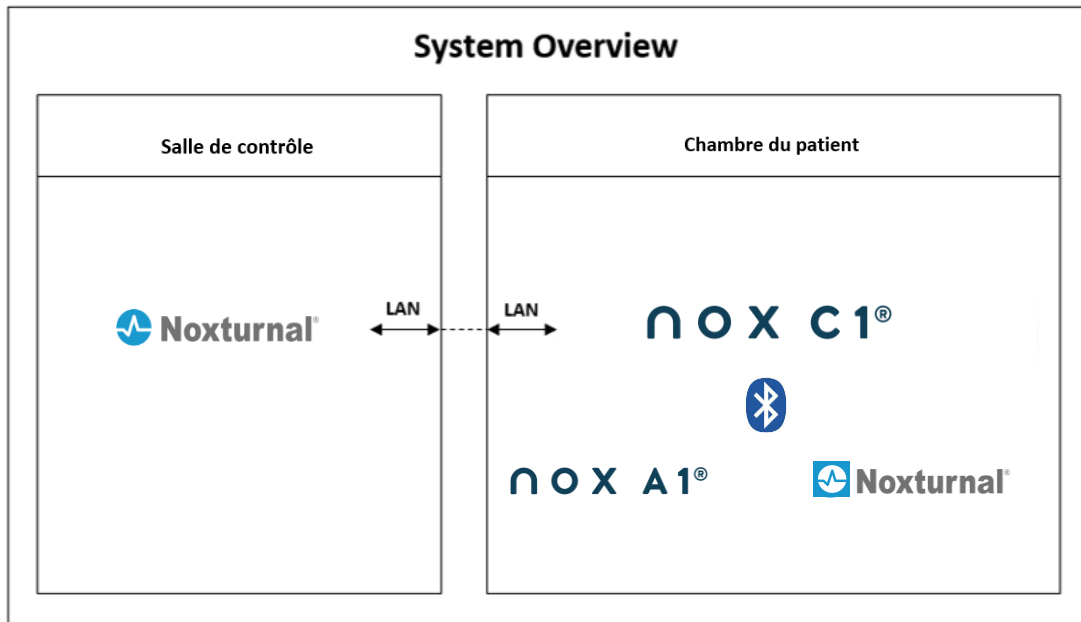 System Overview
Salle de contrôle
Chambre du patient
Noxturnal®
LAN
LAN
nox C1®
nox A1®
Noxturnal®